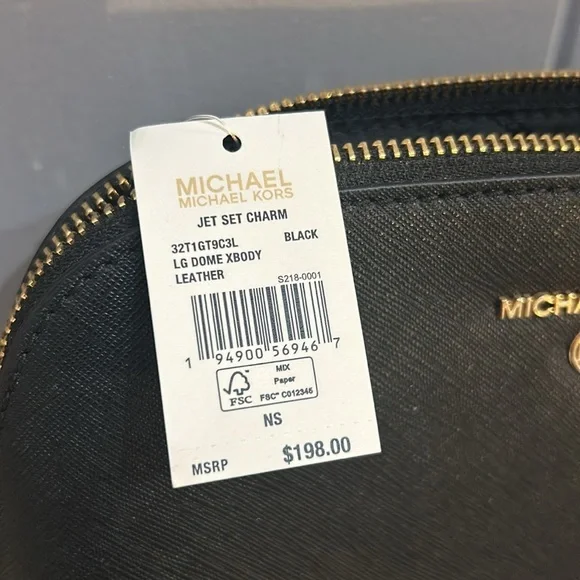 MICHAEL
MICHAEL KORS
JET SET CHARM
32T1GT9C3L BLACK
LG DOME XBODY
LEATHER
S218-0001
1 94900 56946 7
MIX
Paper
FSC FSC® C012345
NS
MSRP $198.00
MICHA